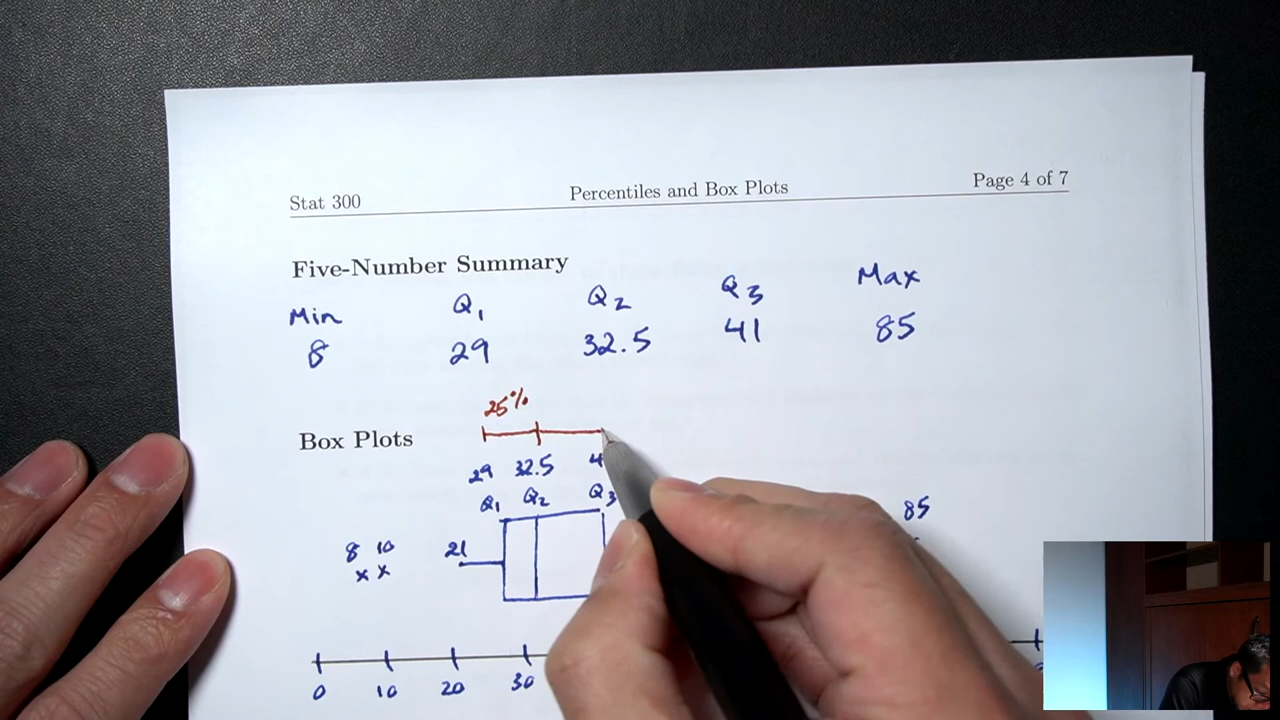 Stat 300 Percentiles and Box Plots Page 4 of 7
Five-Number Summary
Min Q1 Q2 Q3 Max
8 29 32.5 41 85
25%
Box Plots
29 32.5 4
Q1 Q2 Q3
85
8 10 21
x x
0 10 20 30